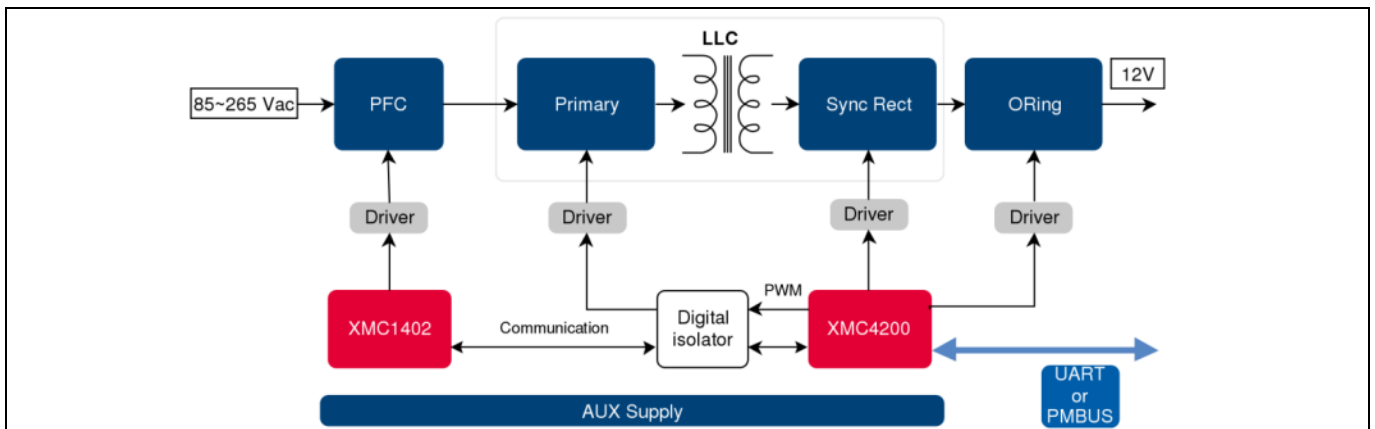 LLC
12V
85~265 Vac
PFC
Primary
Sync Rect
ORing
Driver
Driver
Driver
Driver
PWM
XMC1402
Communication
Digital
isolator
XMC4200
UART
or
PMBUS
AUX Supply